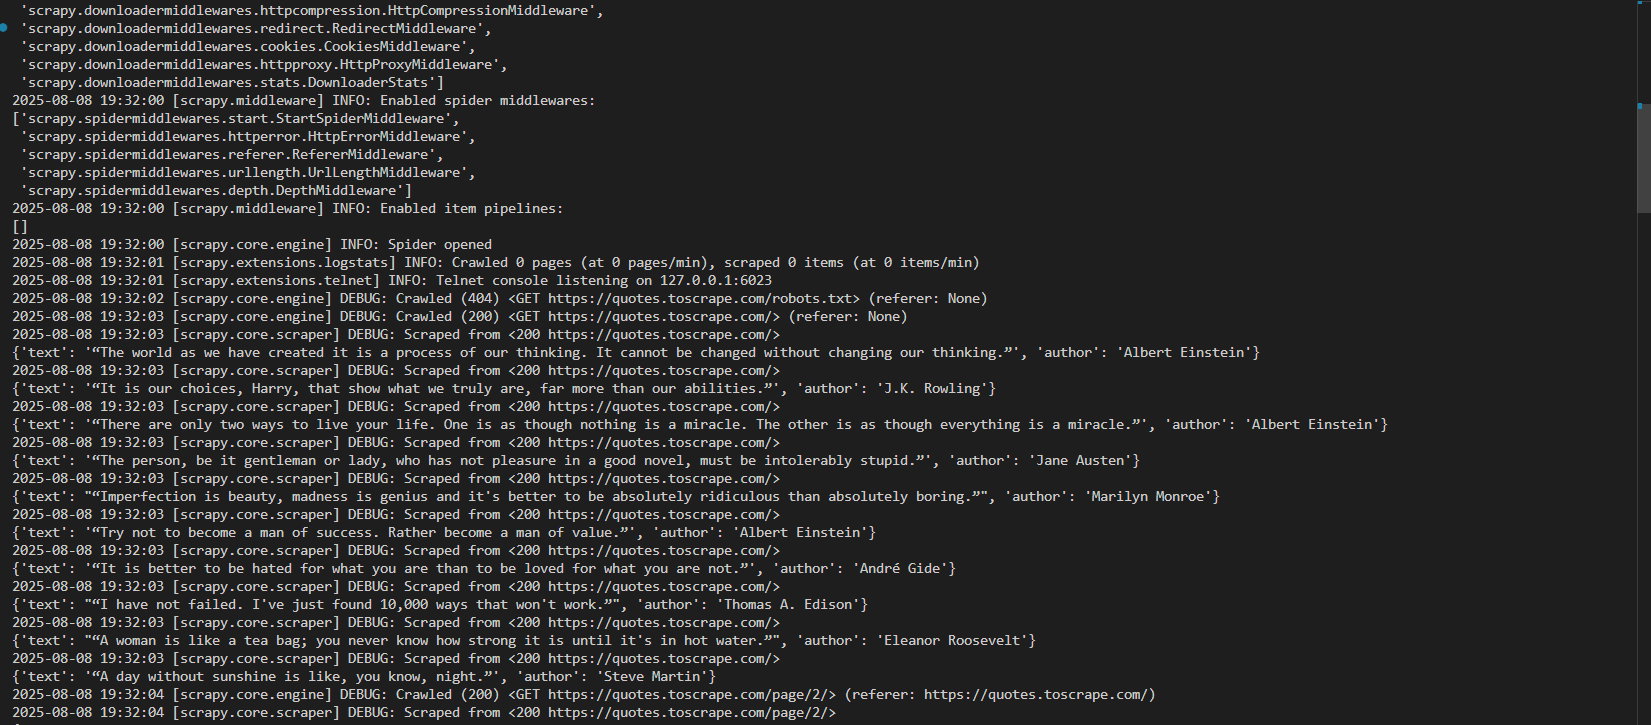 'scrapy.downloadermiddlewares.httpcompression.HttpCompressionMiddleware',
'scrapy.downloadermiddlewares.redirect.RedirectMiddleware',
'scrapy.downloadermiddlewares.cookies.CookiesMiddleware',
'scrapy.downloadermiddlewares.httpproxy.HttpProxyMiddleware',
'scrapy.downloadermiddlewares.stats.DownloaderStats']
2025-08-08 19:32:00 [scrapy.middleware] INFO: Enabled spider middlewares:
['scrapy.spidermiddlewares.start.StartSpiderMiddleware',
'scrapy.spidermiddlewares.httperror.HttpErrorMiddleware',
'scrapy.spidermiddlewares.referer.RefererMiddleware',
'scrapy.spidermiddlewares.urllength.UrlLengthMiddleware',
'scrapy.spidermiddlewares.depth.DepthMiddleware']
2025-08-08 19:32:00 [scrapy.middleware] INFO: Enabled item pipelines:
[]
2025-08-08 19:32:00 [scrapy.core.engine] INFO: Spider opened
2025-08-08 19:32:01 [scrapy.extensions.logstats] INFO: Crawled 0 pages (at 0 pages/min), scraped 0 items (at 0 items/min)
2025-08-08 19:32:01 [scrapy.extensions.telnet] INFO: Telnet console listening on 127.0.0.1:6023
2025-08-08 19:32:02 [scrapy.core.engine] DEBUG: Crawled (404) <GET https://quotes.toscrape.com/robots.txt> (referer: None)
2025-08-08 19:32:03 [scrapy.core.engine] DEBUG: Crawled (200) <GET https://quotes.toscrape.com/> (referer: None)
2025-08-08 19:32:03 [scrapy.core.scraper] DEBUG: Scraped from <200 https://quotes.toscrape.com/>
{'text': '“The world as we have created it is a process of our thinking. It cannot be changed without changing our thinking.”', 'author': 'Albert Einstein'}
2025-08-08 19:32:03 [scrapy.core.scraper] DEBUG: Scraped from <200 https://quotes.toscrape.com/>
{'text': '“It is our choices, Harry, that show what we truly are, far more than our abilities.”', 'author': 'J.K. Rowling'}
2025-08-08 19:32:03 [scrapy.core.scraper] DEBUG: Scraped from <200 https://quotes.toscrape.com/>
{'text': '“There are only two ways to live your life. One is as though nothing is a miracle. The other is as though everything is a miracle.”', 'author': 'Albert Einstein'}
2025-08-08 19:32:03 [scrapy.core.scraper] DEBUG: Scraped from <200 https://quotes.toscrape.com/>
{'text': '“The person, be it gentleman or lady, who has not pleasure in a good novel, must be intolerably stupid.”', 'author': 'Jane Austen'}
2025-08-08 19:32:03 [scrapy.core.scraper] DEBUG: Scraped from <200 https://quotes.toscrape.com/>
{'text': "“Imperfection is beauty, madness is genius and it's better to be absolutely ridiculous than absolutely boring.”", 'author': 'Marilyn Monroe'}
2025-08-08 19:32:03 [scrapy.core.scraper] DEBUG: Scraped from <200 https://quotes.toscrape.com/>
{'text': '“Try not to become a man of success. Rather become a man of value.”', 'author': 'Albert Einstein'}
2025-08-08 19:32:03 [scrapy.core.scraper] DEBUG: Scraped from <200 https://quotes.toscrape.com/>
{'text': '“It is better to be hated for what you are than to be loved for what you are not.”', 'author': 'André Gide'}
2025-08-08 19:32:03 [scrapy.core.scraper] DEBUG: Scraped from <200 https://quotes.toscrape.com/>
{'text': "“I have not failed. I've just found 10,000 ways that won't work.”", 'author': 'Thomas A. Edison'}
2025-08-08 19:32:03 [scrapy.core.scraper] DEBUG: Scraped from <200 https://quotes.toscrape.com/>
{'text': "“A woman is like a tea bag; you never know how strong it is until it's in hot water.”", 'author': 'Eleanor Roosevelt'}
2025-08-08 19:32:03 [scrapy.core.scraper] DEBUG: Scraped from <200 https://quotes.toscrape.com/>
{'text': '“A day without sunshine is like, you know, night.”', 'author': 'Steve Martin'}
2025-08-08 19:32:04 [scrapy.core.engine] DEBUG: Crawled (200) <GET https://quotes.toscrape.com/page/2/> (referer: https://quotes.toscrape.com/)
2025-08-08 19:32:04 [scrapy.core.scraper] DEBUG: Scraped from <200 https://quotes.toscrape.com/page/2/>